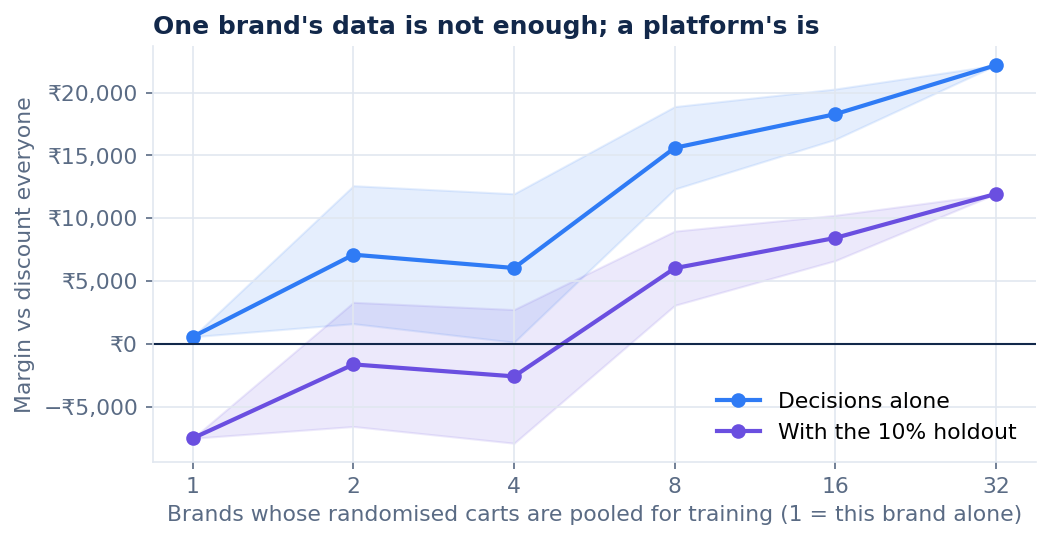 One brand's data is not enough; a platform's is
Margin vs discount everyone
₹20,000
₹15,000
₹10,000
₹5,000
₹0
−₹5,000
Decisions alone
With the 10% holdout
1 2 4 8 16 32
Brands whose randomised carts are pooled for training (1 = this brand alone)